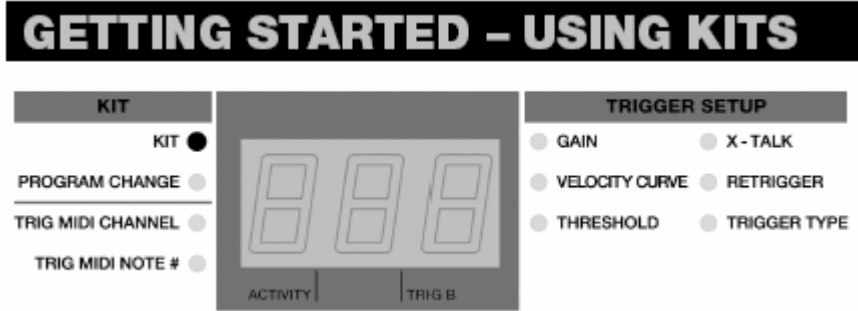 GETTING STARTED – USING KITS
KIT
KIT
PROGRAM CHANGE
TRIG MIDI CHANNEL
TRIG MIDI NOTE #
888
ACTIVITY
TRIG B
TRIGGER SETUP
GAIN
VELOCITY CURVE
THRESHOLD
X - TALK
RETRIGGER
TRIGGER TYPE